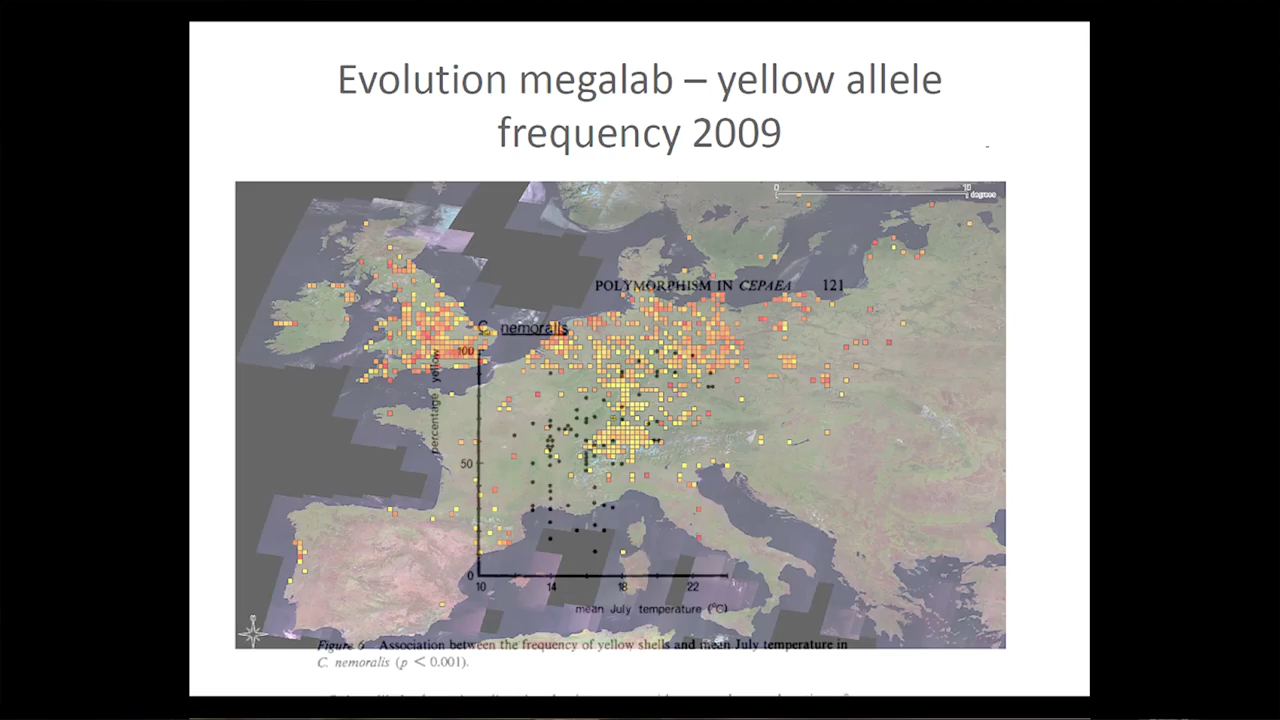 Evolution megalab – yellow allele
frequency 2009
0 10
degrees
N
POLYMORPHISM IN CEPAEA 121
C. nemoralis
100
percentage yellow
50
0
10 14 18 22
mean July temperature (°C)
Figure 6 Association between the frequency of yellow shells and mean July temperature in
C. nemoralis (p < 0.001).